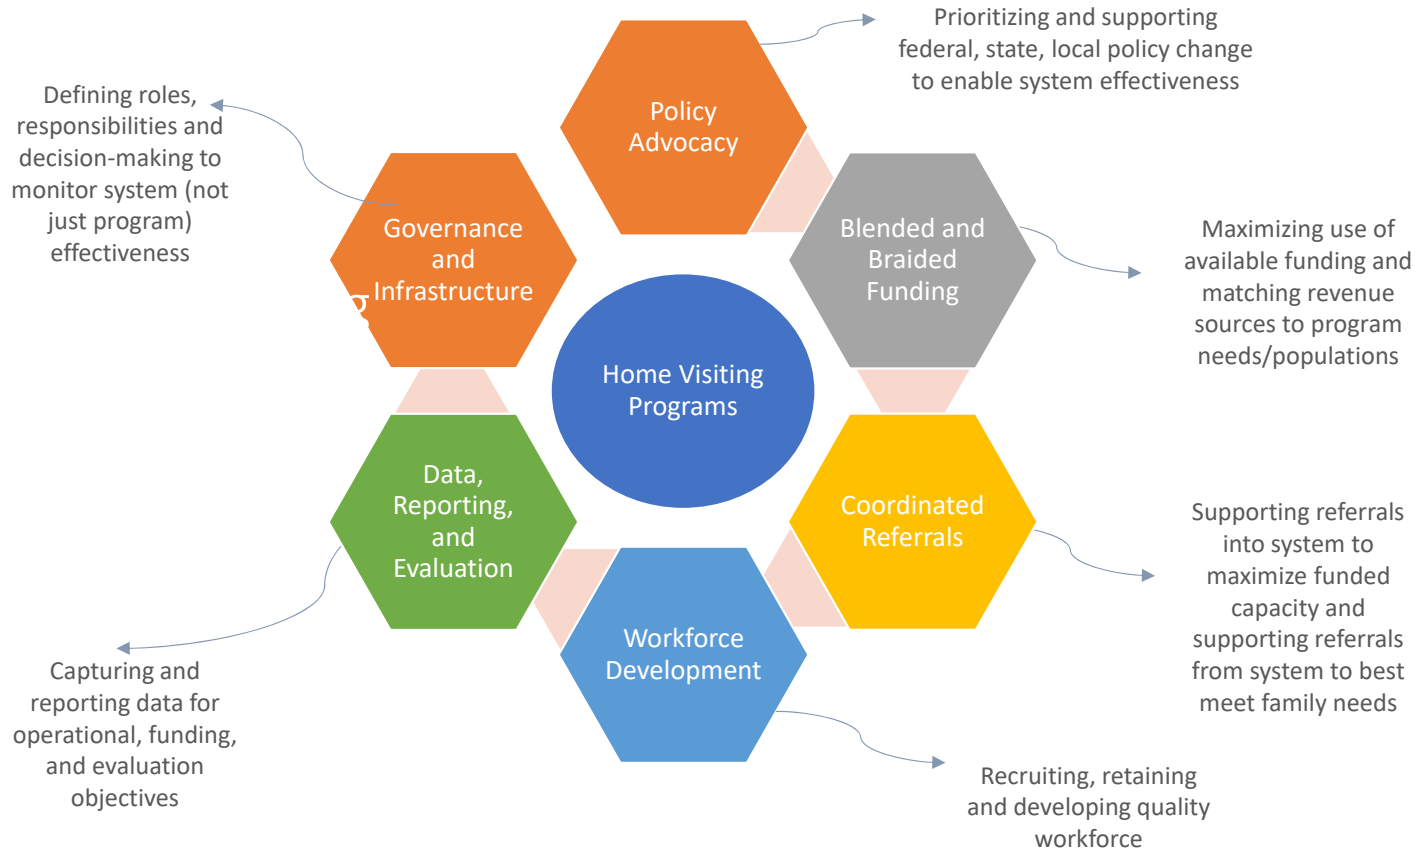 Prioritizing and supporting
federal, state, local policy change
to enable system effectiveness
Policy
Advocacy
Defining roles,
responsibilities and
decision-making to
monitor system (not
just program)
effectiveness
Governance
and
Infrastructure
g
Blended and
Braided
Funding
Maximizing use of
available funding and
matching revenue
sources to program
needs/populations
Home Visiting
Programs
Data,
Reporting,
and
Evaluation
Coordinated
Referrals
Supporting referrals
into system to
maximize funded
capacity and
supporting referrals
from system to best
meet family needs
Workforce
Development
Capturing and
reporting data for
operational, funding,
and evaluation
objectives
Recruiting, retaining
and developing quality
workforce